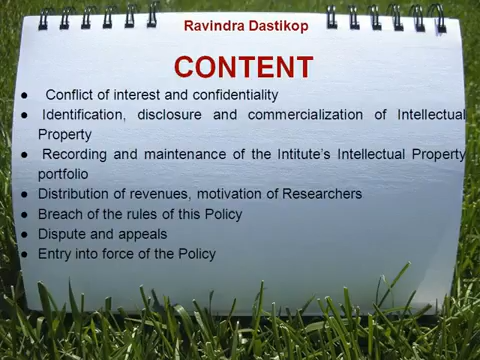 Ravindra Dastikop
CONTENT
● Conflict of interest and confidentiality
● Identification, disclosure and commercialization of Intellectual
Property
● Recording and maintenance of the Intitute's Intellectual Property
portfolio
● Distribution of revenues, motivation of Researchers
● Breach of the rules of this Policy
● Dispute and appeals
● Entry into force of the Policy